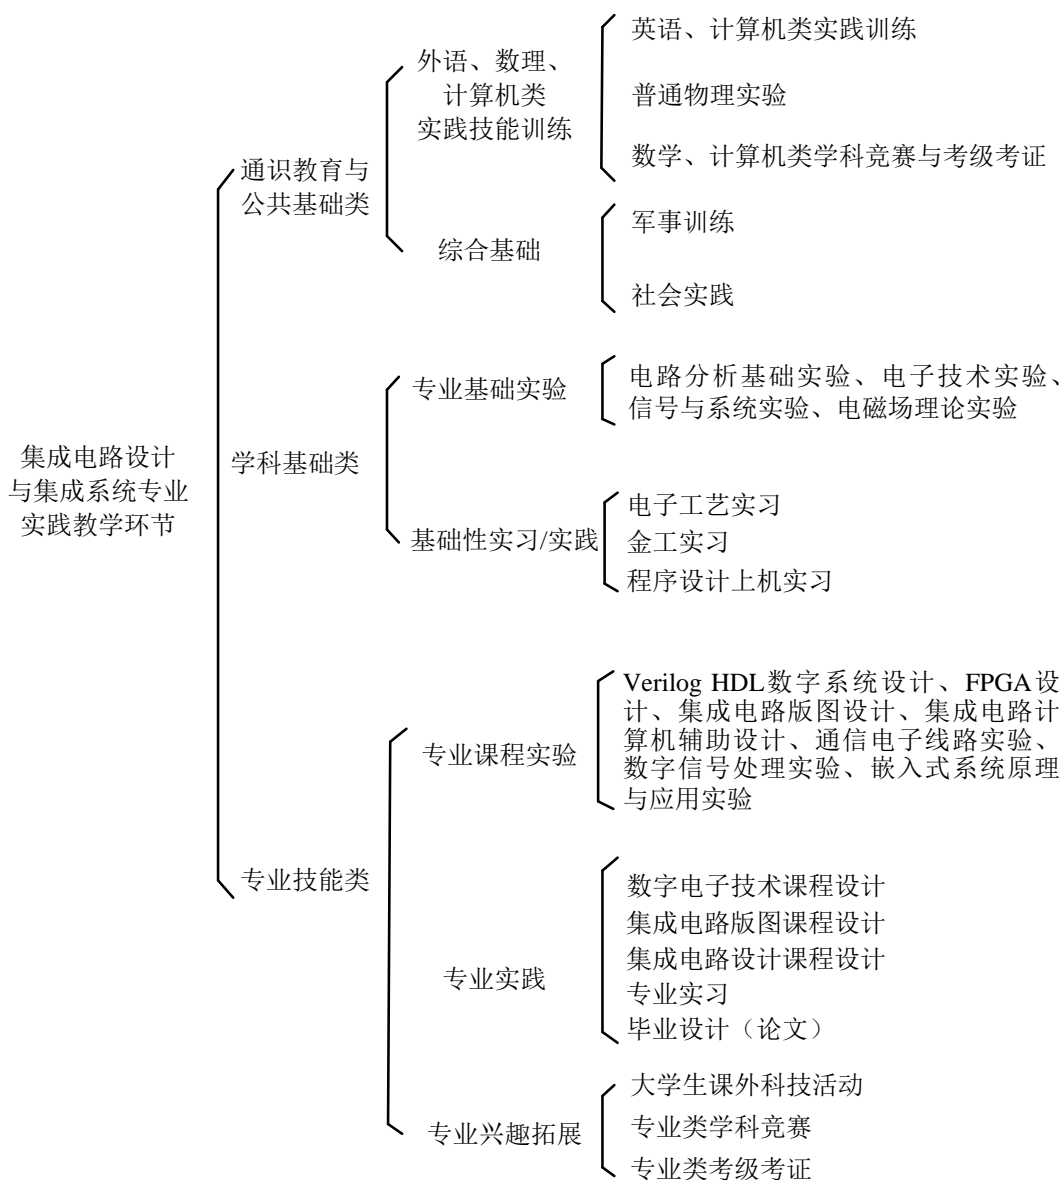 集成电路设计
与集成系统专业
实践教学环节
通识教育与
公共基础类
外语、数理、
计算机类
实践技能训练
英语、计算机类实践训练
普通物理实验
数学、计算机类学科竞赛与考级考证
综合基础
军事训练
社会实践
学科基础类
专业基础实验
电路分析基础实验、电子技术实验、
信号与系统实验、电磁场理论实验
基础性实习/实践
电子工艺实习
金工实习
程序设计上机实习
专业技能类
专业课程实验
Verilog HDL数字系统设计、FPGA设
计、集成电路版图设计、集成电路计
算机辅助设计、通信电子线路实验、
数字信号处理实验、嵌入式系统原理
与应用实验
专业实践
数字电子技术课程设计
集成电路版图课程设计
集成电路设计课程设计
专业实习
毕业设计（论文）
专业兴趣拓展
大学生课外科技活动
专业类学科竞赛
专业类考级考证